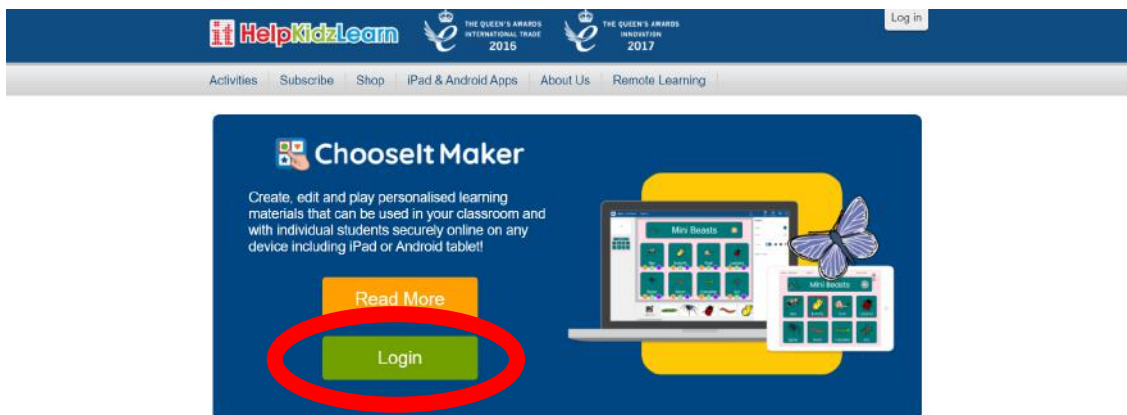 Log in
it HelpKidzLearn
THE QUEEN'S AWARDS
INTERNATIONAL TRADE
2016
THE QUEEN'S AWARDS
INNOVATION
2017
Activities Subscribe Shop iPad & Android Apps About Us Remote Learning
ChooseIt Maker
Create, edit and play personalised learning
materials that can be used in your classroom and
with individual students securely online on any
device including iPad or Android tablet!
Read More
Login
Mini Beasts
Mini Beasts